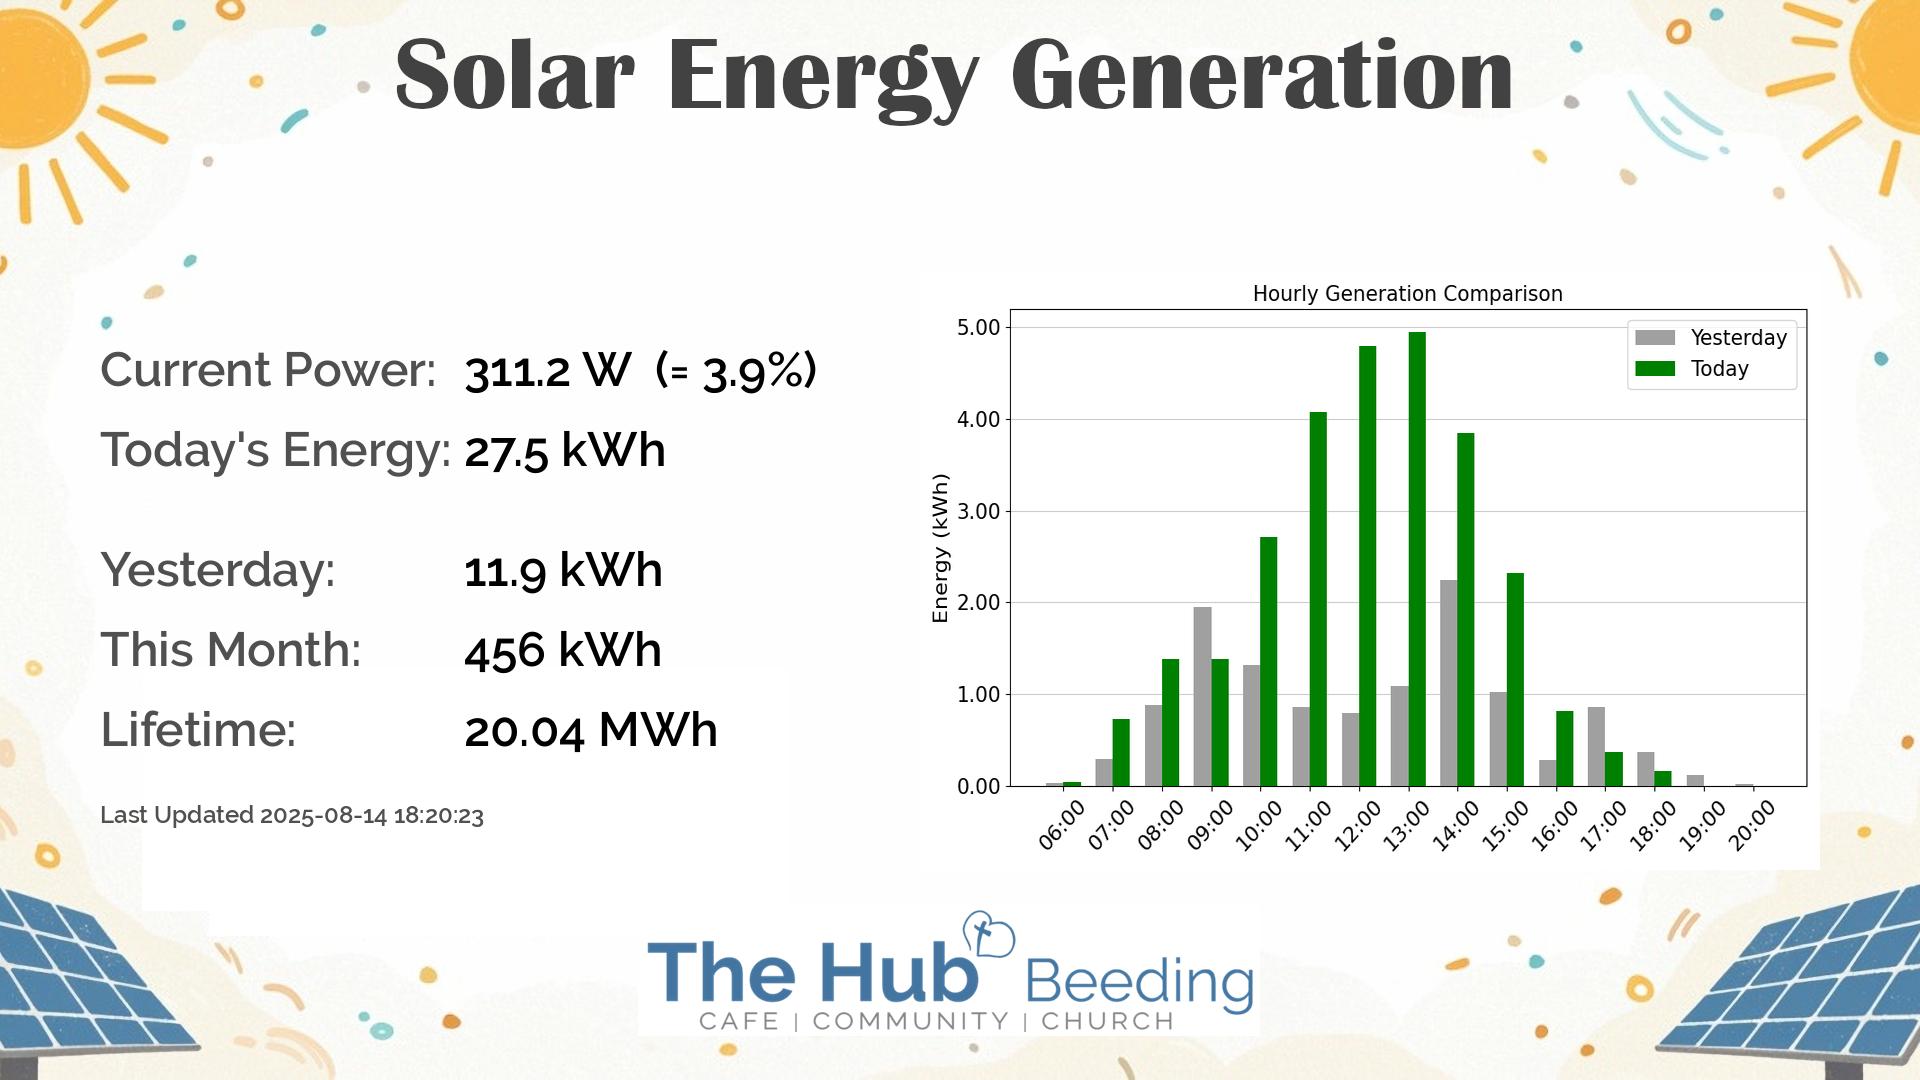 Solar Energy Generation
Current Power: 311.2 W (= 3.9%)
Today's Energy: 27.5 kWh
Yesterday: 11.9 kWh
This Month: 456 kWh
Lifetime: 20.04 MWh
Last Updated 2025-08-14 18:20:23
Hourly Generation Comparison
Yesterday
Today
Energy (kWh)
5.00
4.00
3.00
2.00
1.00
0.00
06:00 07:00 08:00 09:00 10:00 11:00 12:00 13:00 14:00 15:00 16:00 17:00 18:00 19:00 20:00
The Hub Beeding
CAFE | COMMUNITY | CHURCH